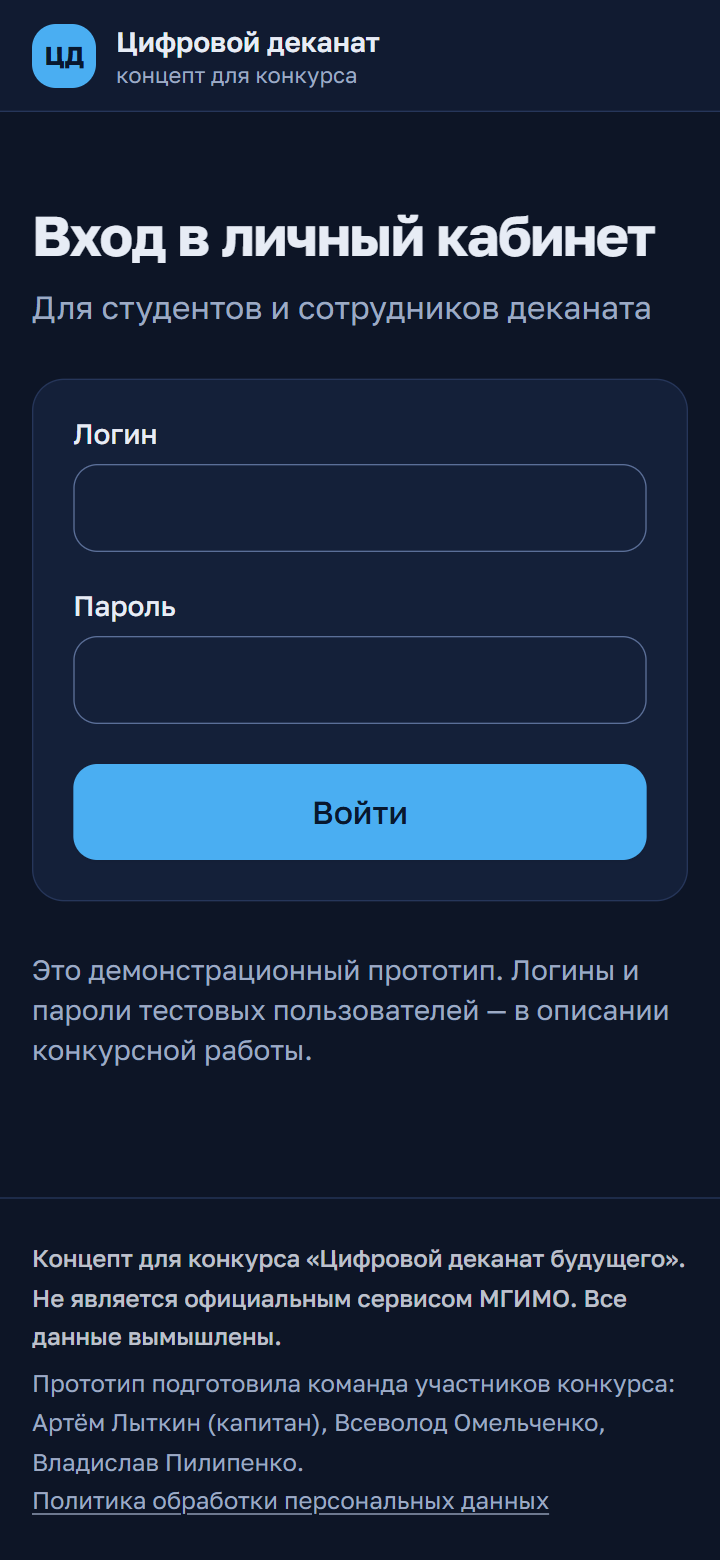 ЦД
Цифровой деканат
концепт для конкурса
Вход в личный кабинет
Для студентов и сотрудников деканата
Логин
Пароль
Войти
Это демонстрационный прототип. Логины и
пароли тестовых пользователей — в описании
конкурсной работы.
Концепт для конкурса «Цифровой деканат будущего».
Не является официальным сервисом МГИМО. Все
данные вымышлены.
Прототип подготовила команда участников конкурса:
Артём Лыткин (капитан), Всеволод Омельченко,
Владислав Пилипенко.
Политика обработки персональных данных